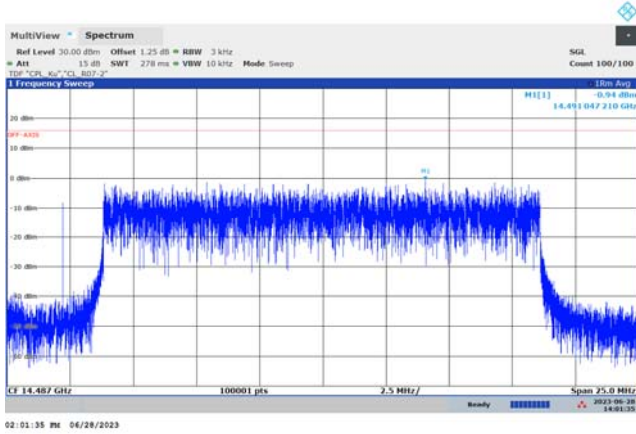 MultiView Spectrum
Ref Level 30.00 dBm Offset 1.25 dB RBW 3 kHz SGL
Att 15 dB SWT 278 ms VBW 10 kHz Mode Sweep Count 100/100
TDF "CPL_Ku","CL_R07-2"
1 Frequency Sweep 1Rm Avg
M1[1] -0.94 dBm
14.491 047 210 GHz
20 dBm
OFF-AXIS
10 dBm
0 dBm
M1
-10 dBm
-20 dBm
-30 dBm
-40 dBm
-50 dBm
-60 dBm
CF 14.487 GHz 100001 pts 2.5 MHz/ Span 25.0 MHz
Ready 2023-06-28
14:01:35
02:01:35 PM 06/28/2023